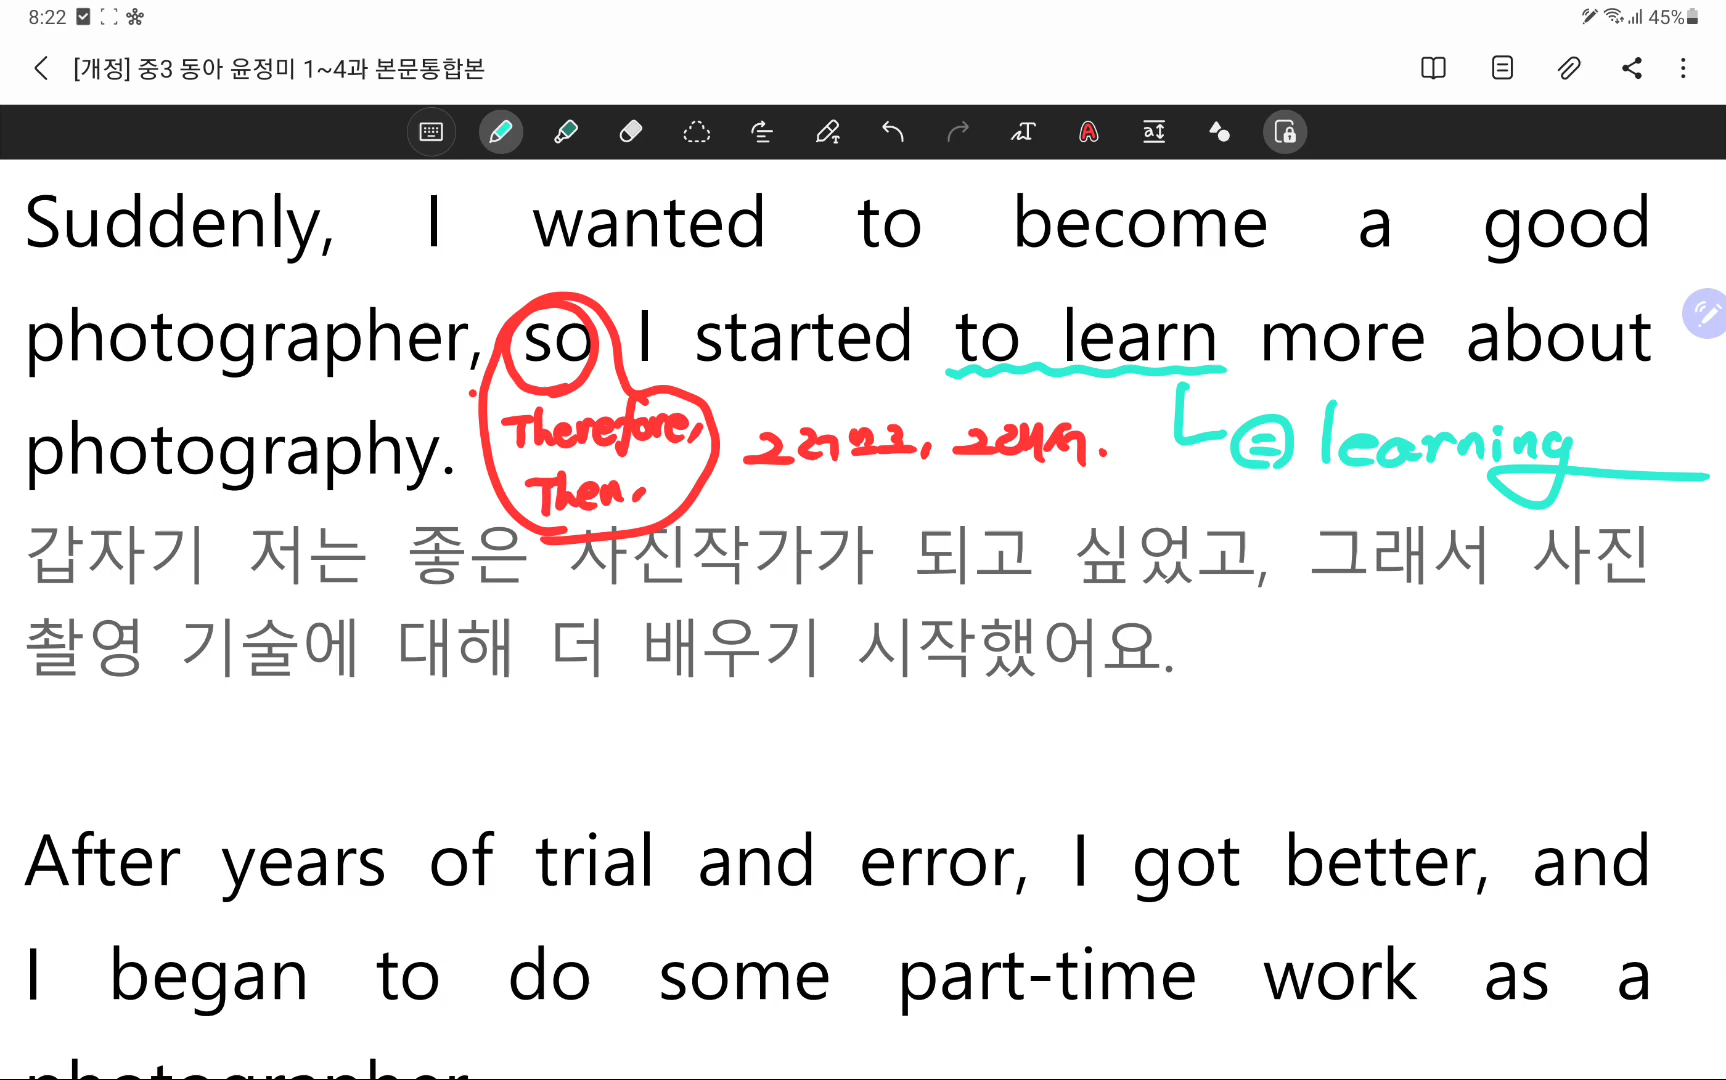 8:22 45%
[개정] 중3 동아 윤정미 1~4과 본문통합본
Suddenly, I wanted to become a good
photographer, so I started to learn more about
photography. Therefore, 그러므로, 그래서. = learning
Then,
갑자기 저는 좋은 사진작가가 되고 싶었고, 그래서 사진
촬영 기술에 대해 더 배우기 시작했어요.
After years of trial and error, I got better, and
I began to do some part-time work as a
photographer